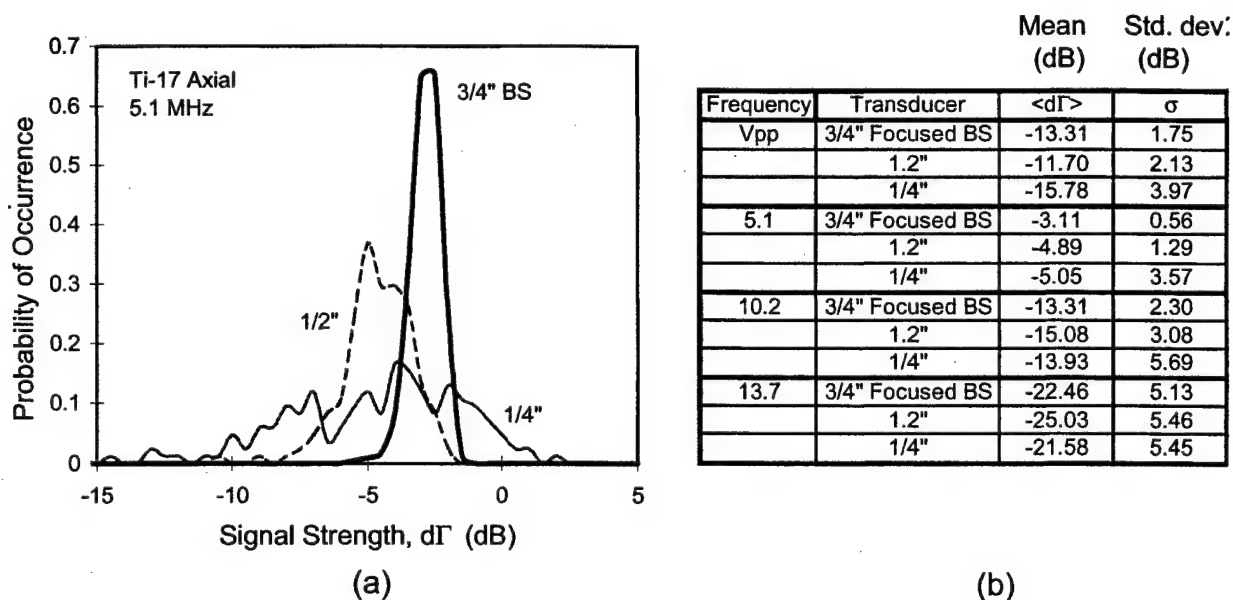 Mean Std. dev.
(dB) (dB)
0.7
0.6
0.5
0.4
0.3
0.2
0.1
0
Probability of Occurrence
Ti-17 Axial
5.1 MHz
3/4" BS
1/2"
1/4"
-15 -10 -5 0 5
Signal Strength, dΓ (dB)
(a)
Frequency Transducer <dΓ> σ
Vpp 3/4" Focused BS -13.31 1.75
1.2" -11.70 2.13
1/4" -15.78 3.97
5.1 3/4" Focused BS -3.11 0.56
1.2" -4.89 1.29
1/4" -5.05 3.57
10.2 3/4" Focused BS -13.31 2.30
1.2" -15.08 3.08
1/4" -13.93 5.69
13.7 3/4" Focused BS -22.46 5.13
1.2" -25.03 5.46
1/4" -21.58 5.45
(b)